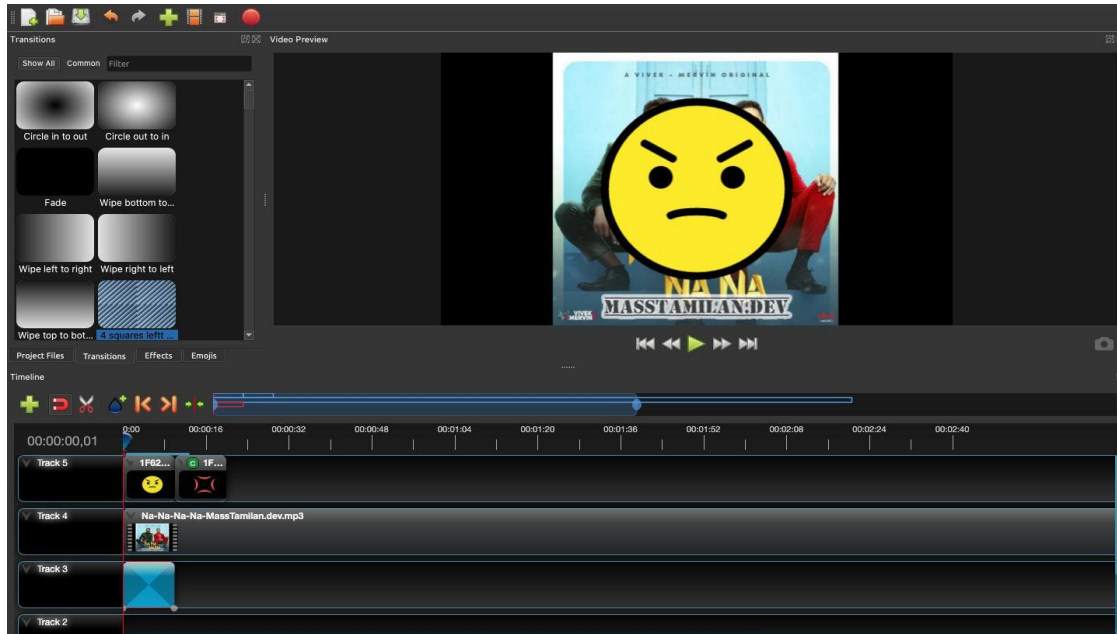 Transitions
Video Preview
Show All Common Filter
Circle in to out Circle out to in
Fade Wipe bottom to...
Wipe left to right Wipe right to left
Wipe top to bot... 4 squares leftt ...
Project Files Transitions Effects Emojis
A VIVEK - MERVIN ORIGINAL
NA NA
MASSTAMILAN.DEV
VIVEK
MERVIN
Timeline
00:00:00,01
0:00 00:00:16 00:00:32 00:00:48 00:01:04 00:01:20 00:01:36 00:01:52 00:02:08 00:02:24 00:02:40
Track 5 1F62... C 1F...
Track 4 Na-Na-Na-Na-MassTamilan.dev.mp3
Track 3
Track 2